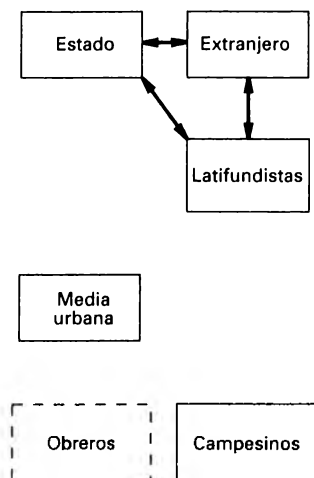 Estado
Extranjero
Latifundistas
Media
urbana
Obreros
Campesinos